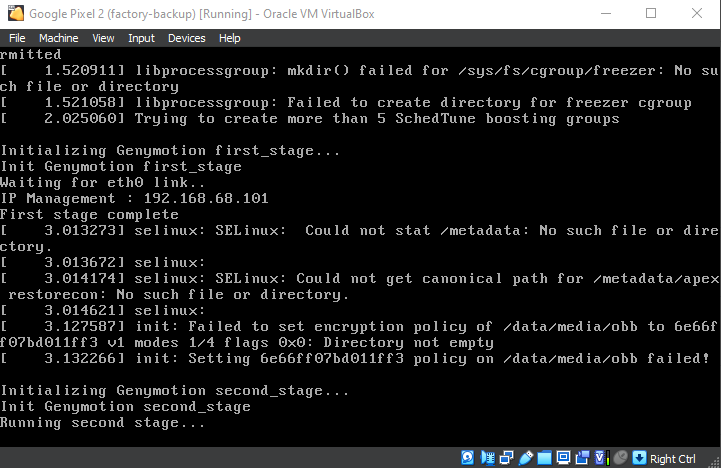 Google Pixel 2 (factory-backup) [Running] - Oracle VM VirtualBox
File Machine View Input Devices Help
rmitted
[    1.520911] libprocessgroup: mkdir() failed for /sys/fs/cgroup/freezer: No su
ch file or directory
[    1.521058] libprocessgroup: Failed to create directory for freezer cgroup
[    2.025060] Trying to create more than 5 SchedTune boosting groups
Initializing Genymotion first_stage...
Init Genymotion first_stage
Waiting for eth0 link..
IP Management : 192.168.68.101
First stage complete
[    3.013273] selinux: SELinux:  Could not stat /metadata: No such file or dire
ctory.
[    3.013672] selinux:
[    3.014174] selinux: SELinux: Could not get canonical path for /metadata/apex
 restorecon: No such file or directory.
[    3.014621] selinux:
[    3.127587] init: Failed to set encryption policy of /data/media/obb to 6e66f
f07bd011ff3 v1 modes 1/4 flags 0x0: Directory not empty
[    3.132266] init: Setting 6e66ff07bd011ff3 policy on /data/media/obb failed!
Initializing Genymotion second_stage...
Init Genymotion second_stage
Running second stage...
Right Ctrl